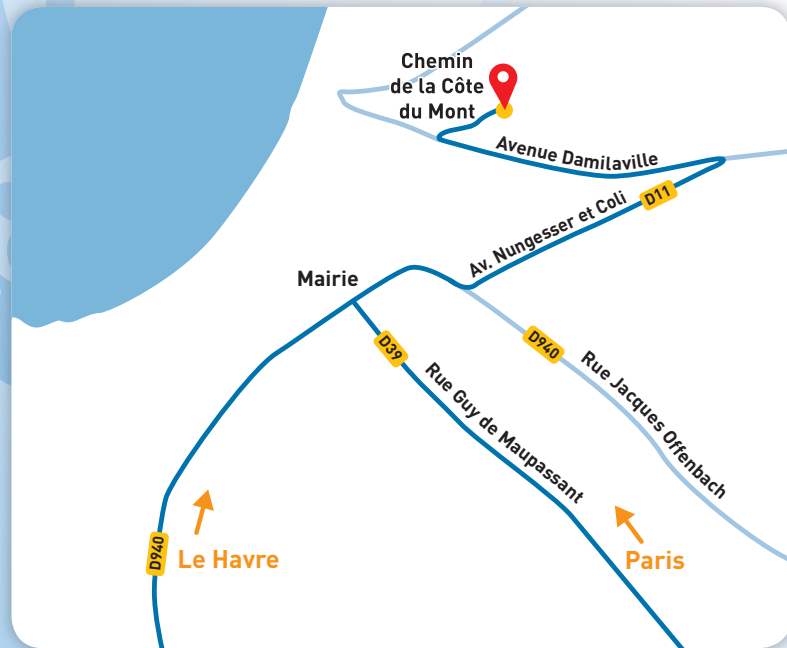 Chemin
de la Côte
du Mont
Avenue Damilaville
D11
Av. Nungesser et Coli
Mairie
D39
D940
Rue Guy de Maupassant
Rue Jacques Offenbach
D940
Le Havre
Paris